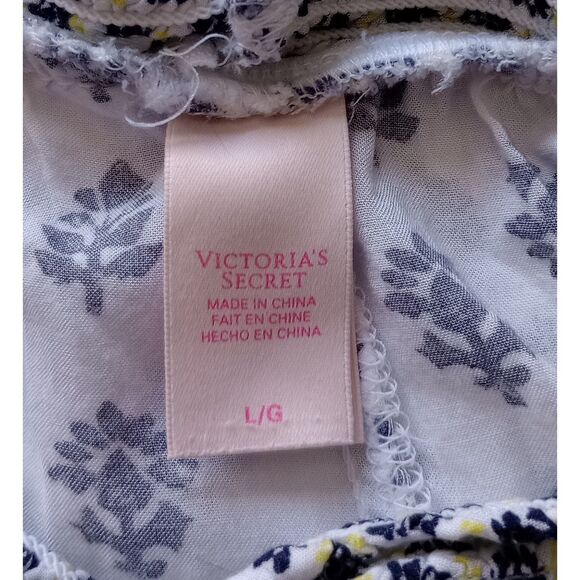 VICTORIA'S
SECRET
MADE IN CHINA
FAIT EN CHINE
HECHO EN CHINA
L/G